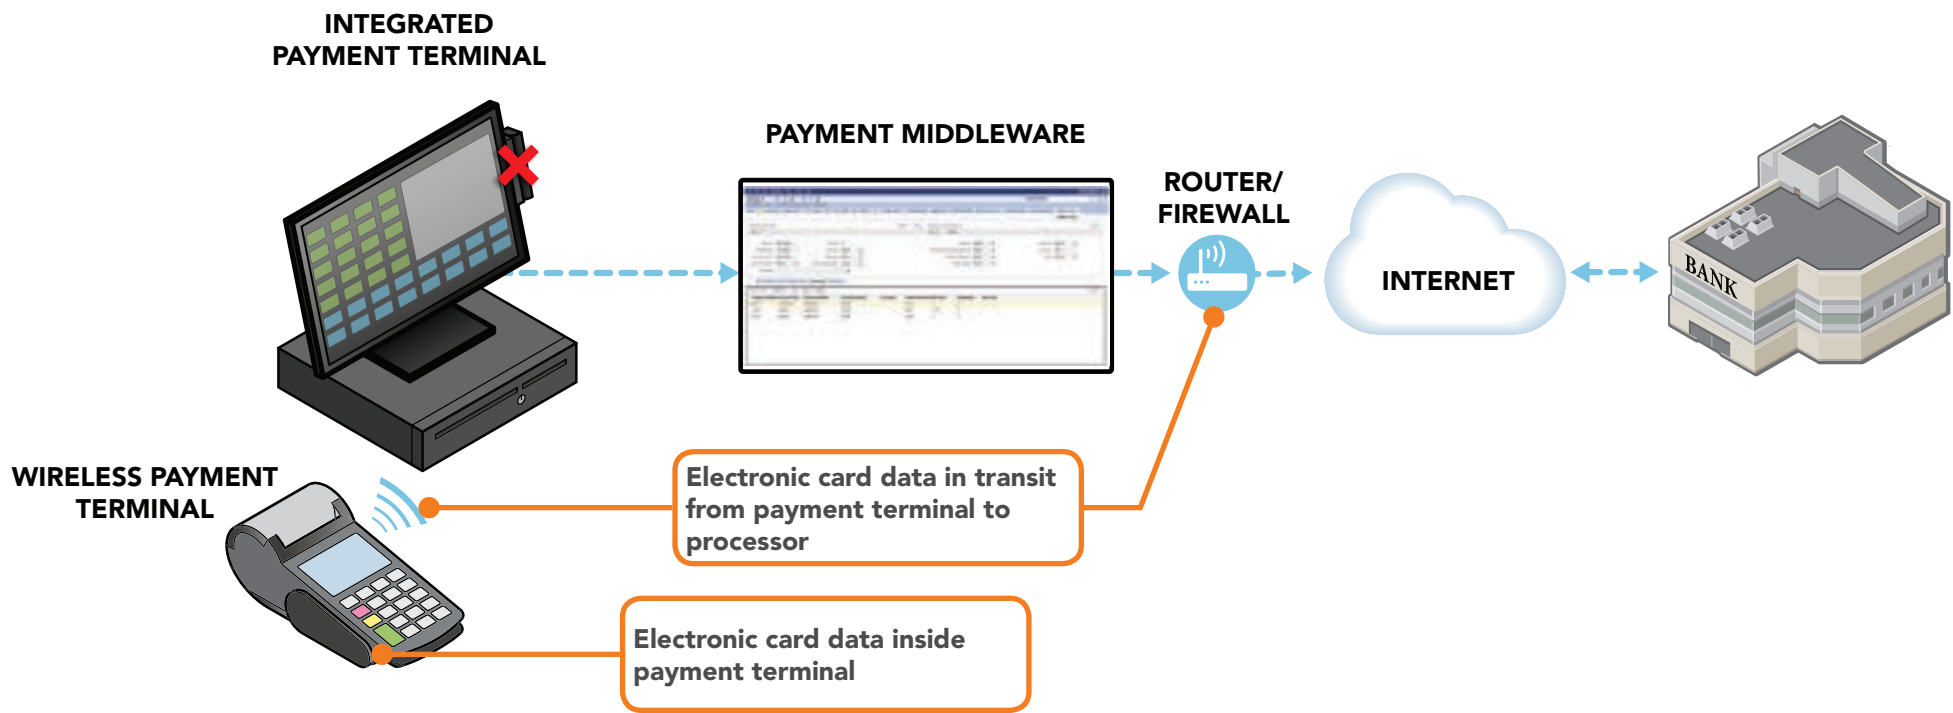 INTEGRATED
PAYMENT TERMINAL
PAYMENT MIDDLEWARE
ROUTER/
FIREWALL
INTERNET
BANK
WIRELESS PAYMENT
TERMINAL
Electronic card data in transit
from payment terminal to
processor
Electronic card data inside
payment terminal